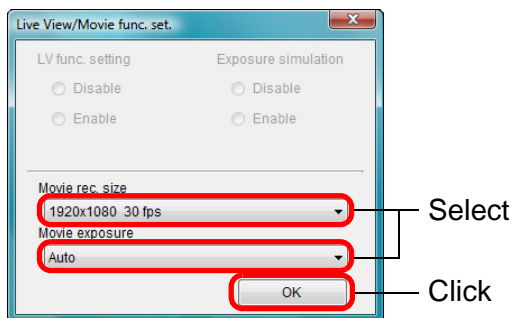 Live View/Movie func. set.
LV func. setting Exposure simulation
Disable Disable
Enable Enable
Movie rec. size
1920x1080 30 fps
Select
Movie exposure
Auto
OK
Click